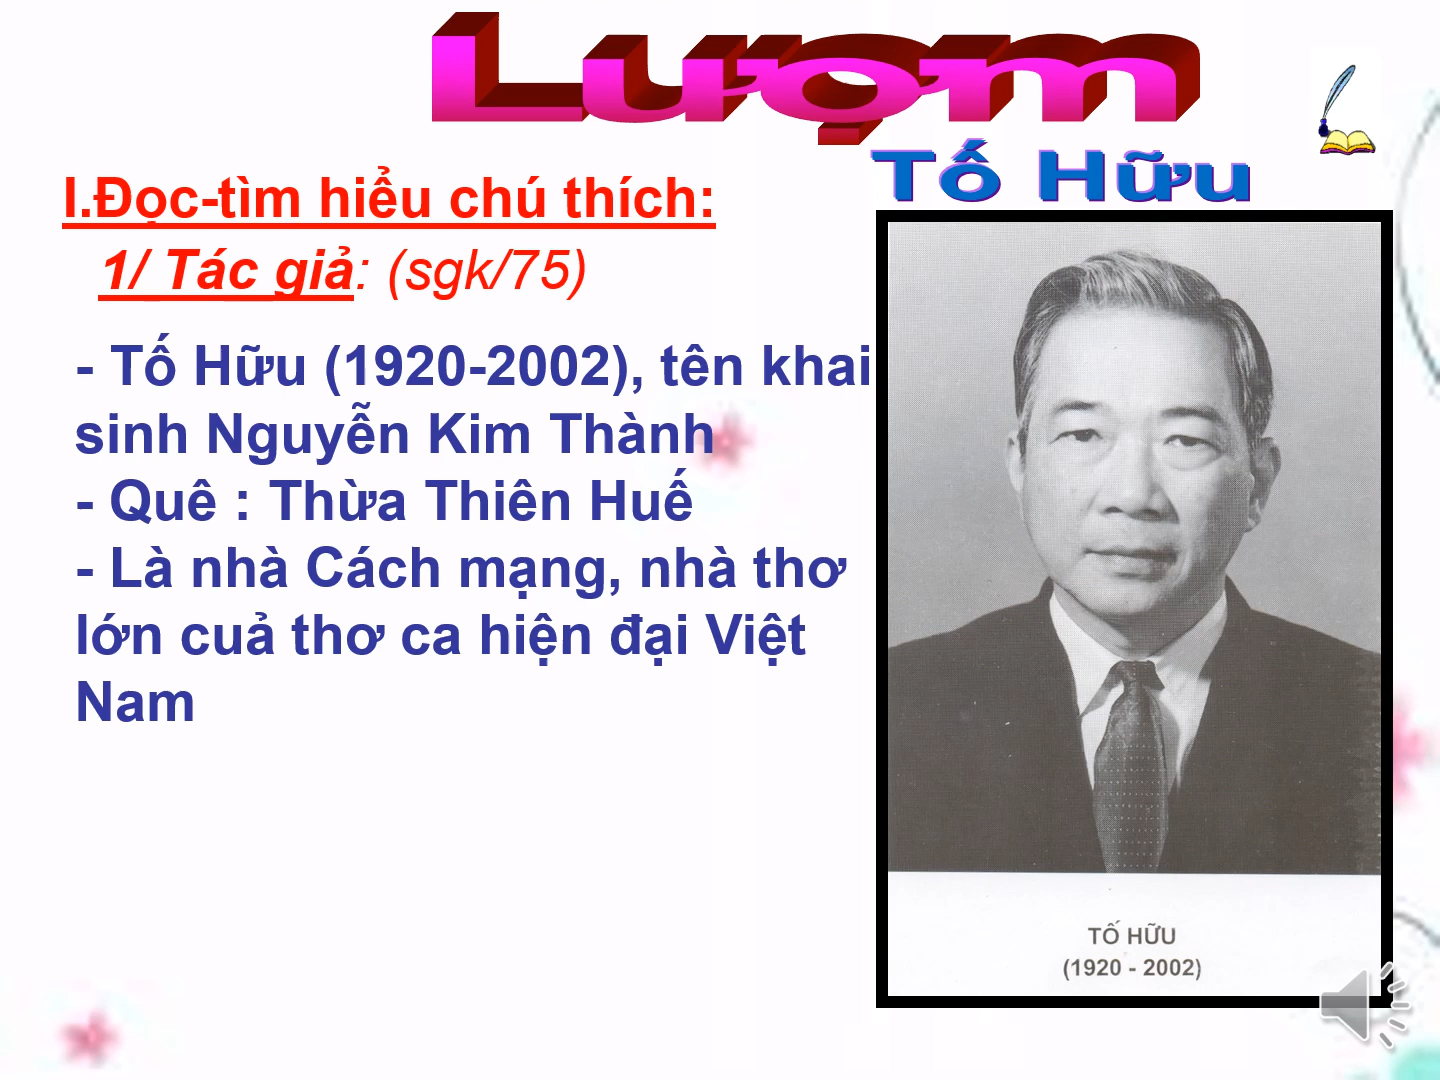 Lượm
Tố Hữu
I.Đọc-tìm hiểu chú thích:
1/ Tác giả: (sgk/75)
- Tố Hữu (1920-2002), tên khai
sinh Nguyễn Kim Thành
- Quê : Thừa Thiên Huế
- Là nhà Cách mạng, nhà thơ
lớn cuả thơ ca hiện đại Việt
Nam
TỐ HỮU
(1920 - 2002)